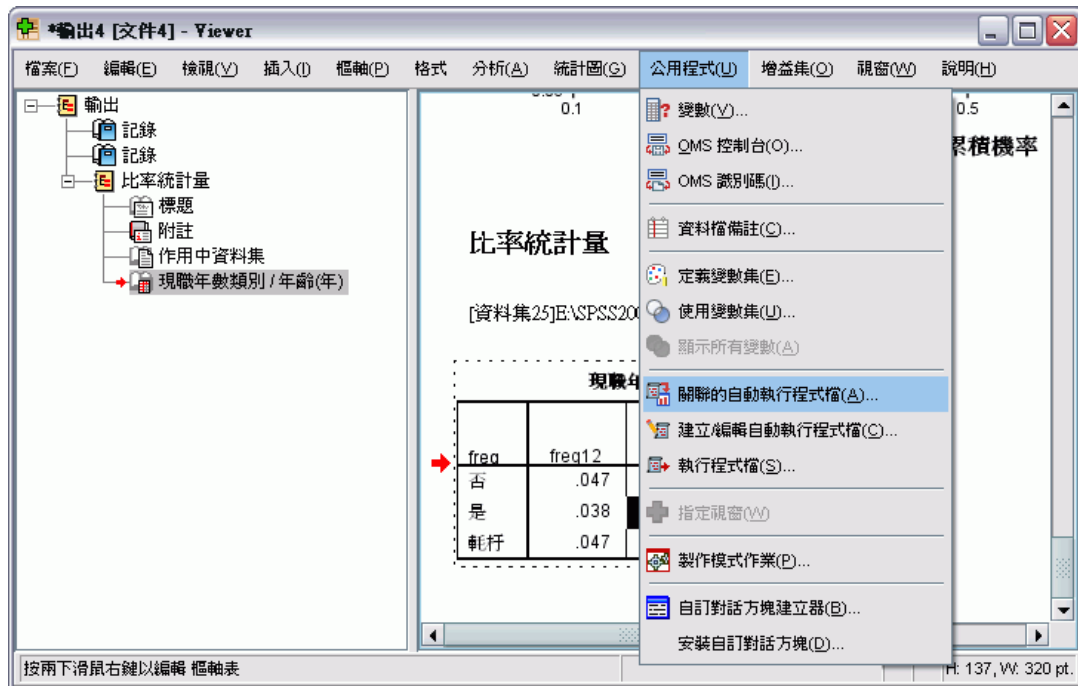 *輸出4 [文件4] - Viewer
檔案(F) 編輯(E) 檢視(V) 插入(I) 樞軸(P) 格式 分析(A) 統計圖(G) 公用程式(U) 增益集(O) 視窗(W) 說明(H)
輸出
記錄
記錄
比率統計量
標題
附註
作用中資料集
現職年數類別 / 年齡(年)
0.1
0.5
累積機率
比率統計量
[資料集25]E:\SPSS200
現職年
freq freq12
否 .047
是 .038
.047
變數(V)...
OMS 控制台(O)...
OMS 識別碼(I)...
資料檔備註(C)...
定義變數集(E)...
使用變數集(U)...
顯示所有變數(A)
關聯的自動執行程式檔(A)...
建立/編輯自動執行程式檔(C)...
執行程式檔(S)...
指定視窗(W)
製作模式作業(P)...
自訂對話方塊建立器(B)...
安裝自訂對話方塊(D)...
按兩下滑鼠右鍵以編輯 樞軸表
H: 137, W: 320 pt.